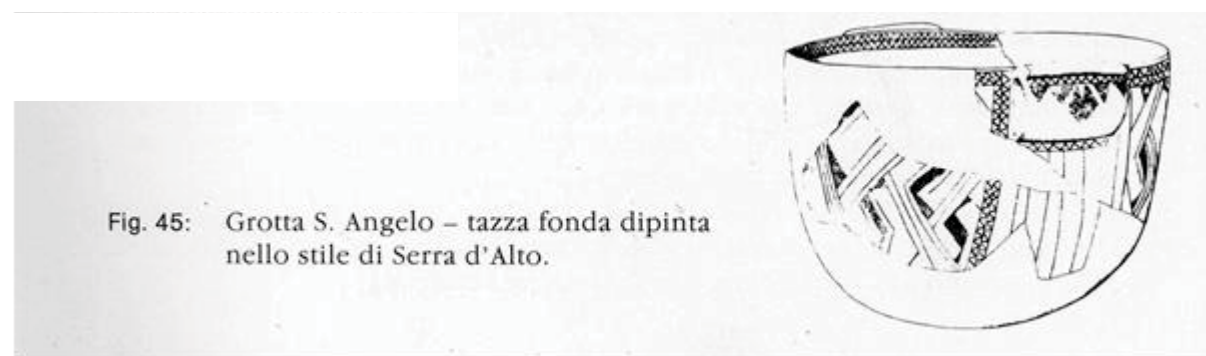 Fig. 45: Grotta S. Angelo – tazza fonda dipinta
nello stile di Serra d'Alto.